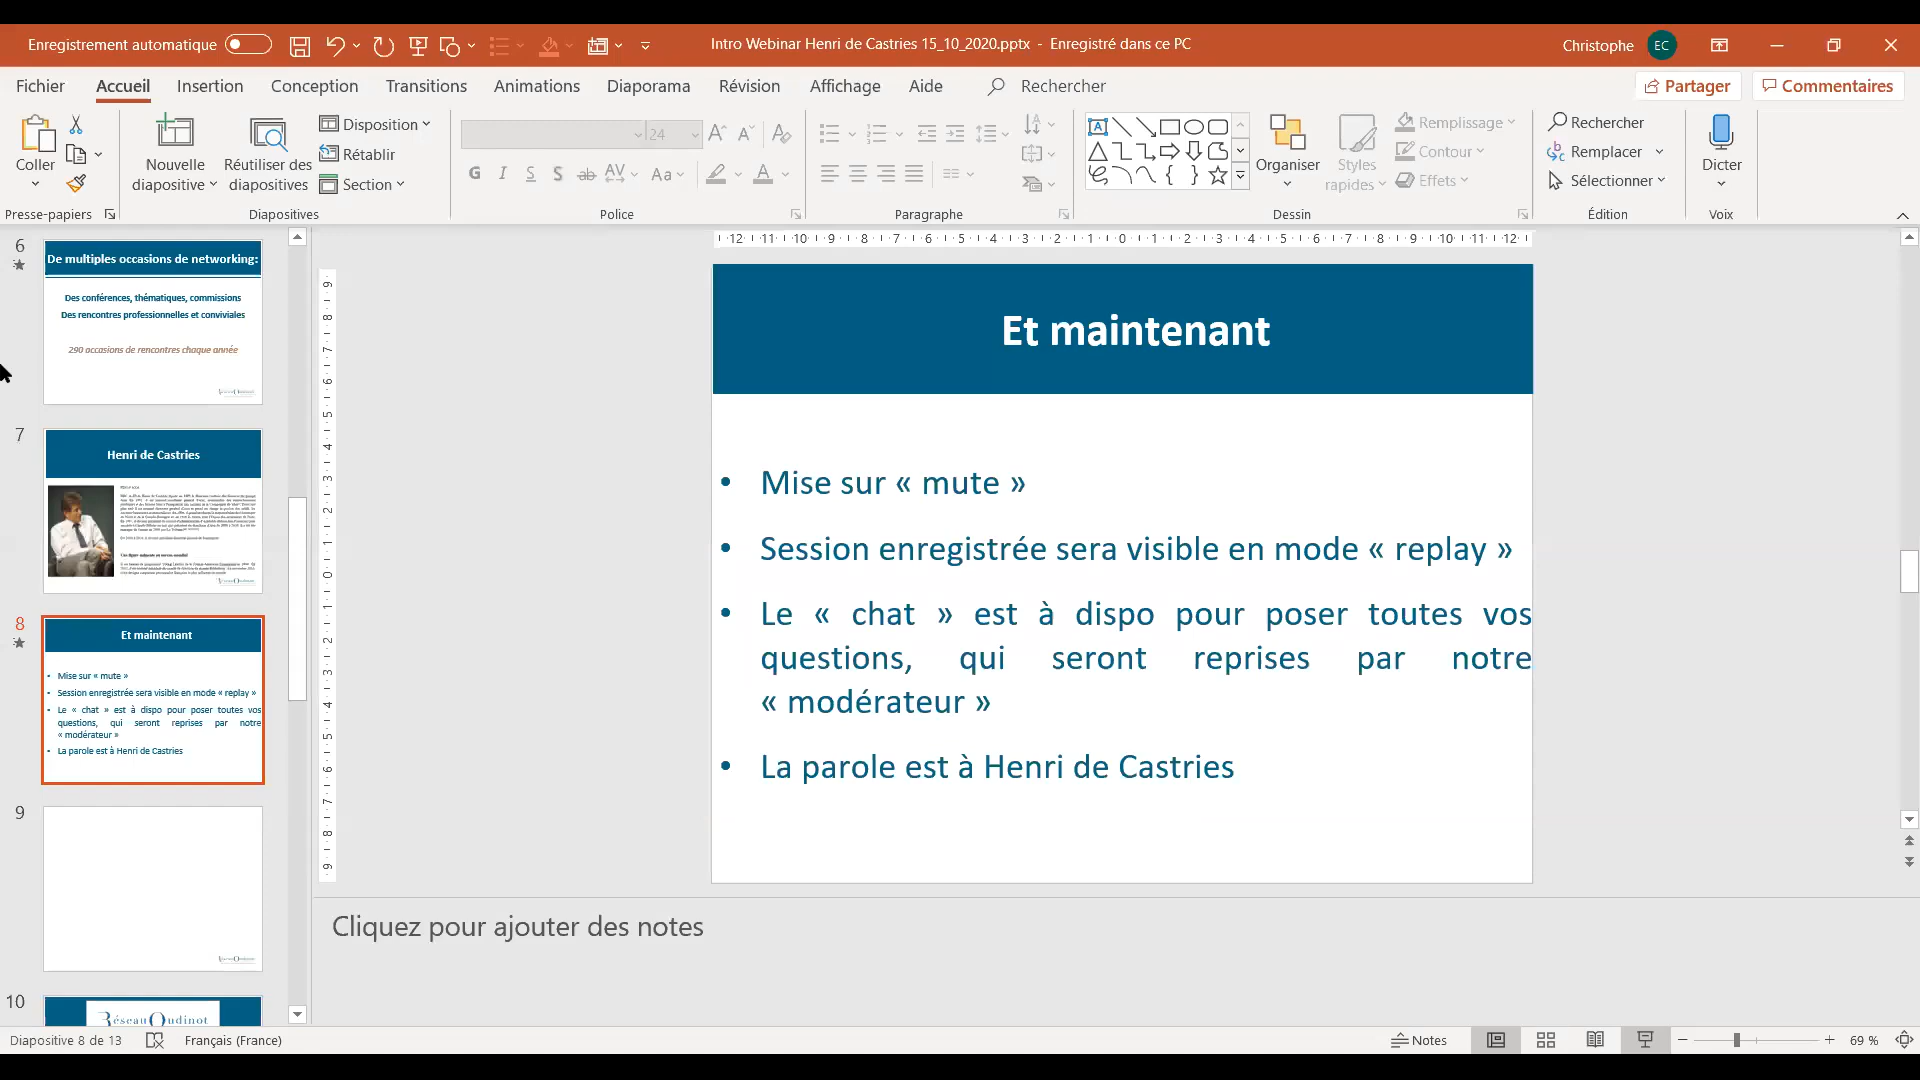 Enregistrement automatique
Intro Webinar Henri de Castries 15_10_2020.pptx - Enregistré dans ce PC
Christophe EC
Fichier Accueil Insertion Conception Transitions Animations Diaporama Révision Affichage Aide Rechercher
Partager Commentaires
Coller
Nouvelle diapositive
Réutiliser des diapositives
Disposition
Rétablir
Section
24
G I S S ab AV Aa A
Organiser
Styles rapides
Remplissage
Contour
Effets
Rechercher
Remplacer
Sélectionner
Dicter
Presse-papiers Diapositives Police Paragraphe Dessin Édition Voix
6
De multiples occasions de networking:
Des conférences, thématiques, commissions
Des rencontres professionnelles et conviviales
290 occasions de rencontres chaque année
7
Henri de Castries
8
Et maintenant
• Mise sur « mute »
• Session enregistrée sera visible en mode « replay »
• Le « chat » est à dispo pour poser toutes vos
questions, qui seront reprises par notre
« modérateur »
• La parole est à Henri de Castries
9
10
RéseauOudinot
Et maintenant
• Mise sur « mute »
• Session enregistrée sera visible en mode « replay »
• Le « chat » est à dispo pour poser toutes vos
questions, qui seront reprises par notre
« modérateur »
• La parole est à Henri de Castries
Cliquez pour ajouter des notes
Diapositive 8 de 13 Français (France)
Notes 69 %